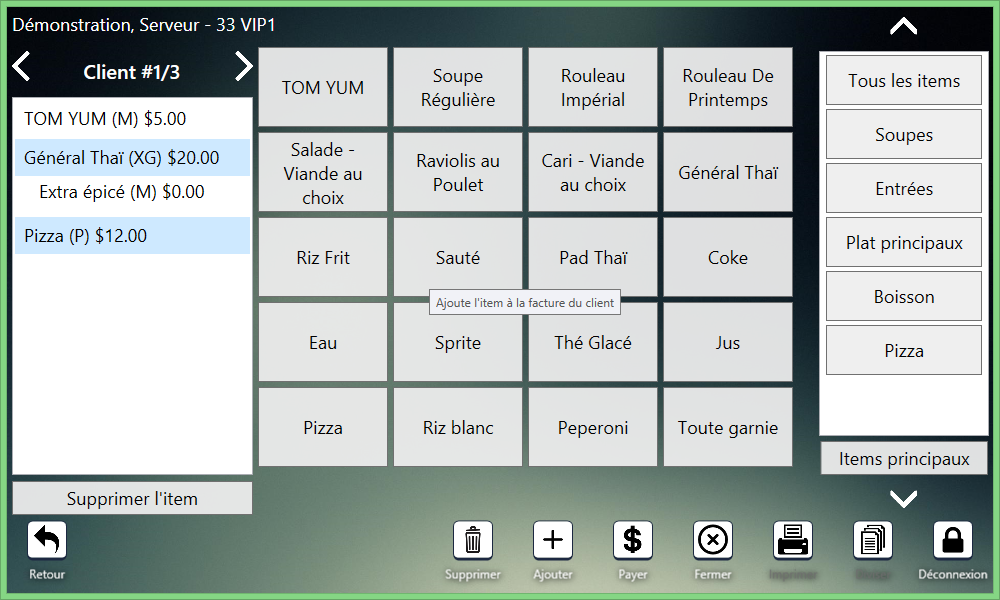 Démonstration, Serveur - 33 VIP1
Client #1/3
TOM YUM (M) $5.00
Général Thaï (XG) $20.00
Extra épicé (M) $0.00
Pizza (P) $12.00
Supprimer l'item
TOM YUM
Soupe
Régulière
Rouleau
Impérial
Rouleau De
Printemps
Salade -
Viande au
choix
Raviolis au
Poulet
Cari - Viande
au choix
Général Thaï
Riz Frit
Sauté
Pad Thaï
Coke
Ajoute l'item à la facture du client
Eau
Sprite
Thé Glacé
Jus
Pizza
Riz blanc
Peperoni
Toute garnie
Tous les items
Soupes
Entrées
Plat principaux
Boisson
Pizza
Items principaux
Retour
Supprimer
Ajouter
$
Payer
Fermer
Déconnexion